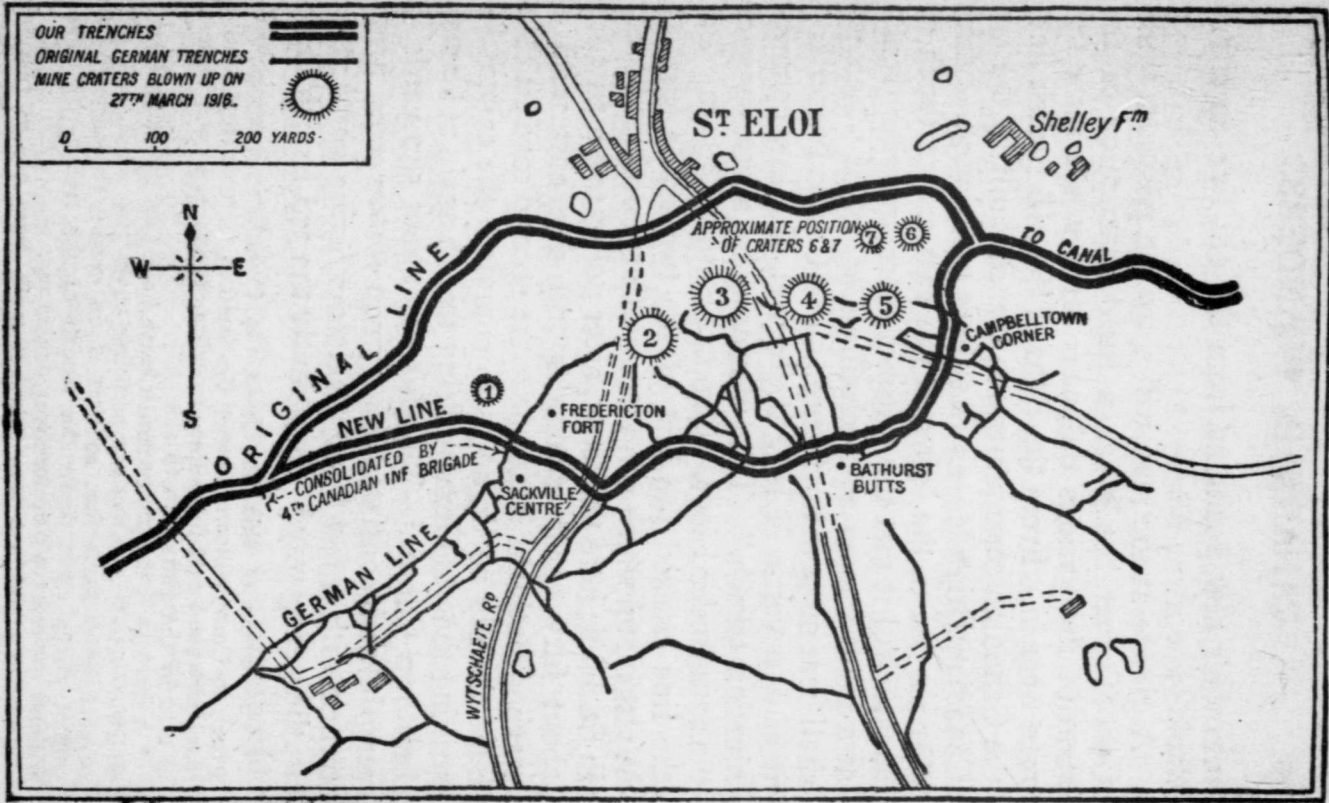 OUR TRENCHES
ORIGINAL GERMAN TRENCHES
MINE CRATERS BLOWN UP ON
27TH MARCH 1916.
0 100 200 YARDS
ST ELOI
Shelley Fm
N
W E
S
ORIGINAL LINE
APPROXIMATE POSITION
OF CRATERS 6 & 7
7
6
TO CANAL
3
4
5
2
CAMPBELLTOWN
CORNER
1
NEW LINE
FREDERICTON
FORT
CONSOLIDATED BY
4TH CANADIAN INF BRIGADE
SACKVILLE
CENTRE
BATHURST
BUTTS
GERMAN LINE
WYTSCHAETE RD